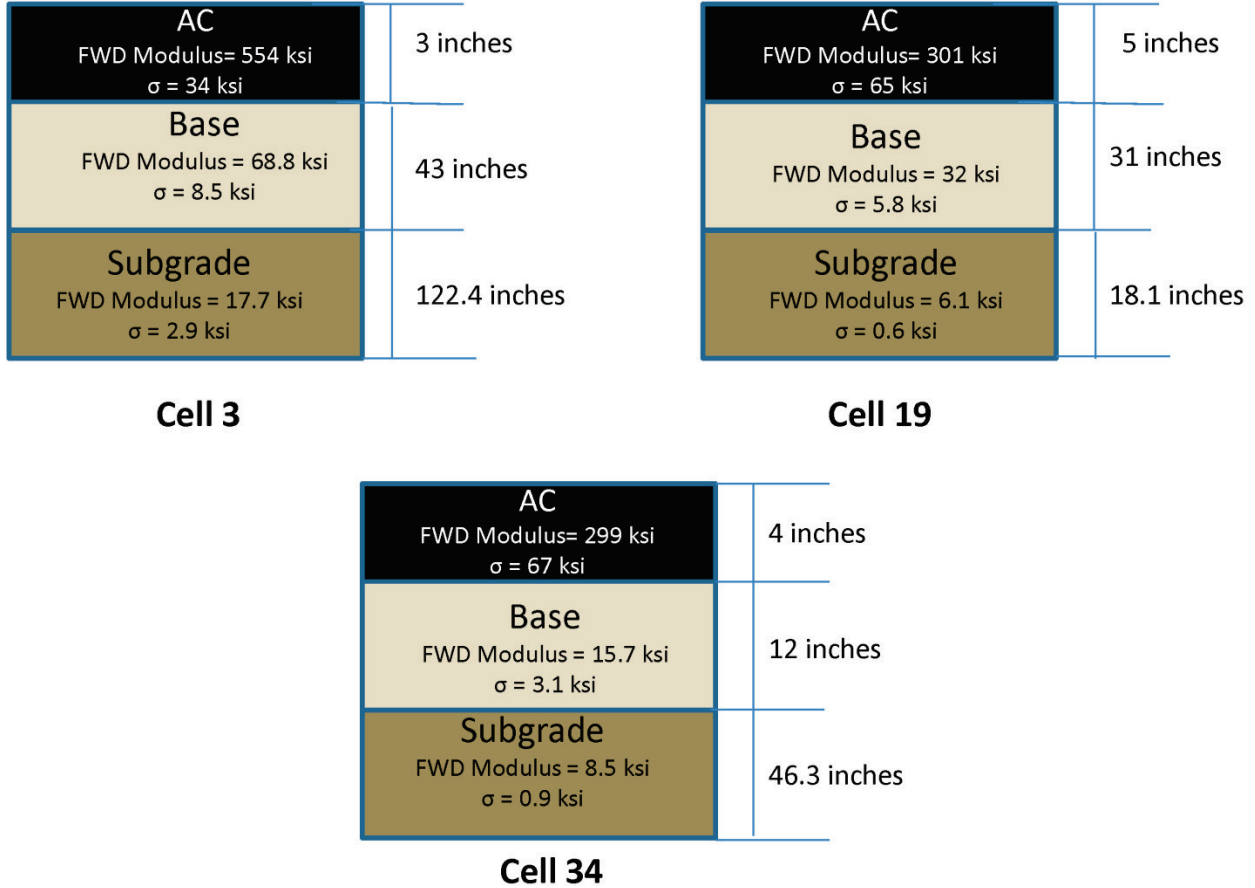 AC
FWD Modulus= 554 ksi
σ = 34 ksi
3 inches
Base
FWD Modulus = 68.8 ksi
σ = 8.5 ksi
43 inches
Subgrade
FWD Modulus = 17.7 ksi
σ = 2.9 ksi
122.4 inches
Cell 3
AC
FWD Modulus= 301 ksi
σ = 65 ksi
5 inches
Base
FWD Modulus = 32 ksi
σ = 5.8 ksi
31 inches
Subgrade
FWD Modulus = 6.1 ksi
σ = 0.6 ksi
18.1 inches
Cell 19
AC
FWD Modulus= 299 ksi
σ = 67 ksi
4 inches
Base
FWD Modulus = 15.7 ksi
σ = 3.1 ksi
12 inches
Subgrade
FWD Modulus = 8.5 ksi
σ = 0.9 ksi
46.3 inches
Cell 34